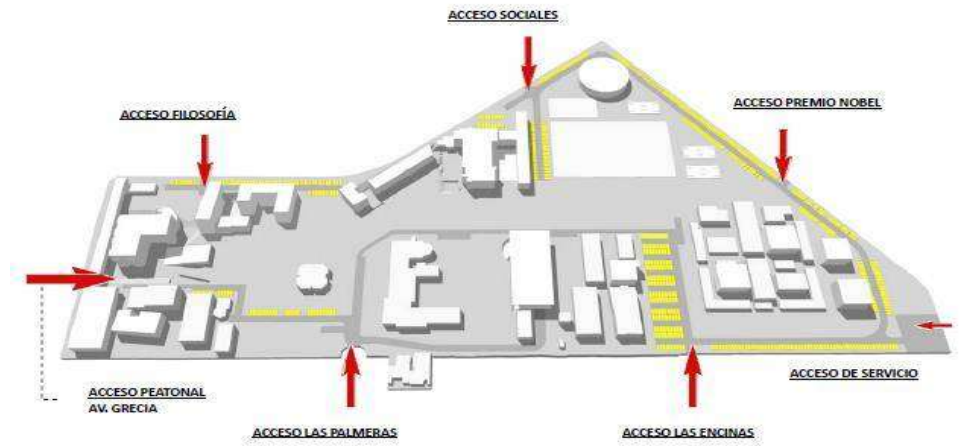 ACCESO SOCIALES
ACCESO PREMIO NOBEL
ACCESO FILOSOFÍA
ACCESO DE SERVICIO
ACCESO PEATONAL
AV. GRECIA
ACCESO LAS PALMERAS
ACCESO LAS ENCINAS